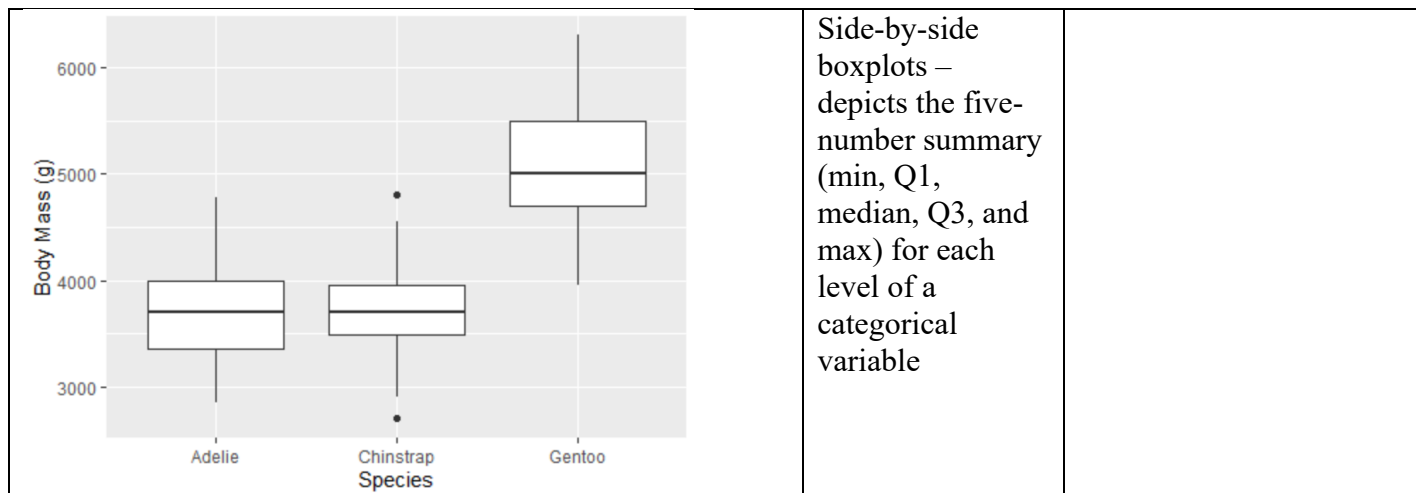 6000
5000
4000
3000
Body Mass (g)
Adelie
Chinstrap
Gentoo
Species
Side-by-side
boxplots –
depicts the five-
number summary
(min, Q1,
median, Q3, and
max) for each
level of a
categorical
variable